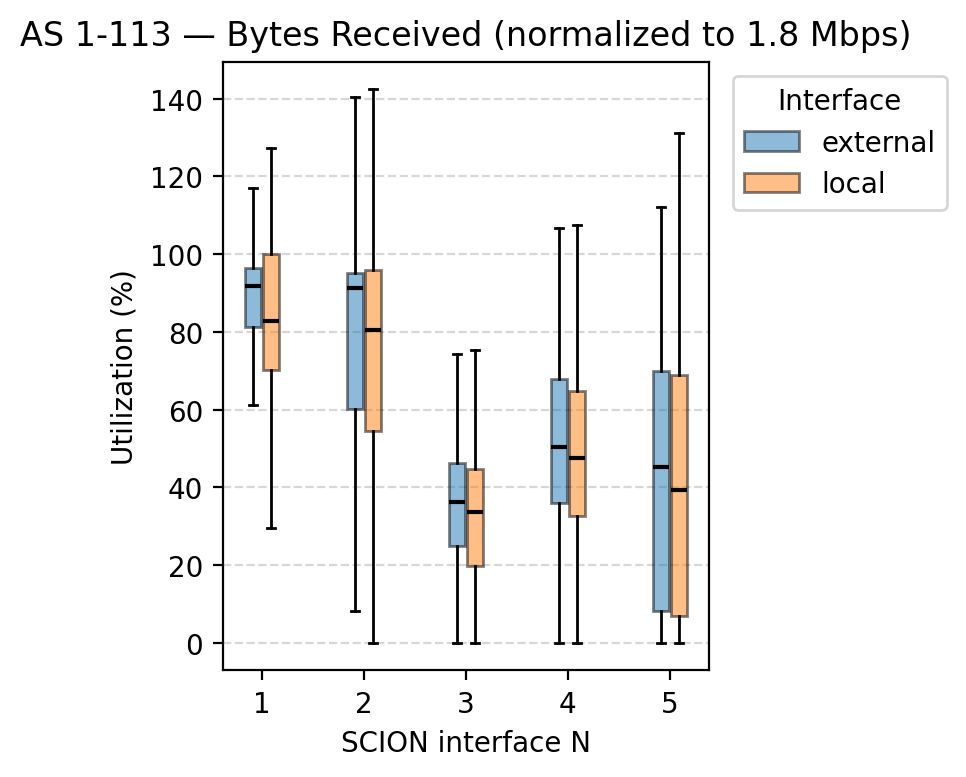 AS 1-113 — Bytes Received (normalized to 1.8 Mbps)
Utilization (%)
140
120
100
80
60
40
20
0
1 2 3 4 5
SCION interface N
Interface
external
local